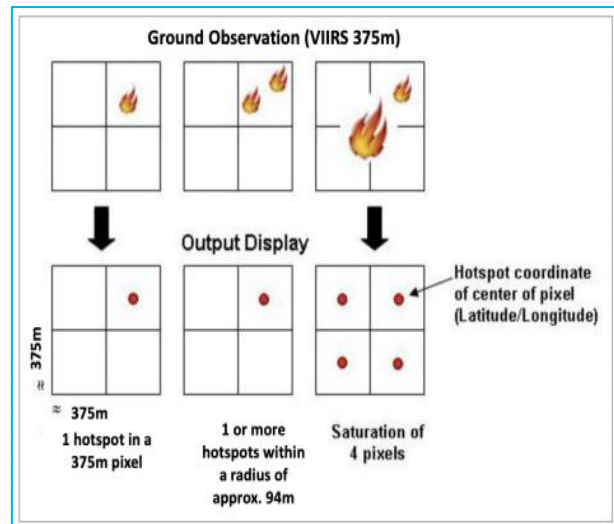 Ground Observation (VIIRS 375m)
Output Display
Hotspot coordinate
of center of pixel
(Latitude/Longitude)
≈ 375m
≈ 375m
1 hotspot in a
375m pixel
1 or more
hotspots within
a radius of
approx. 94m
Saturation of
4 pixels